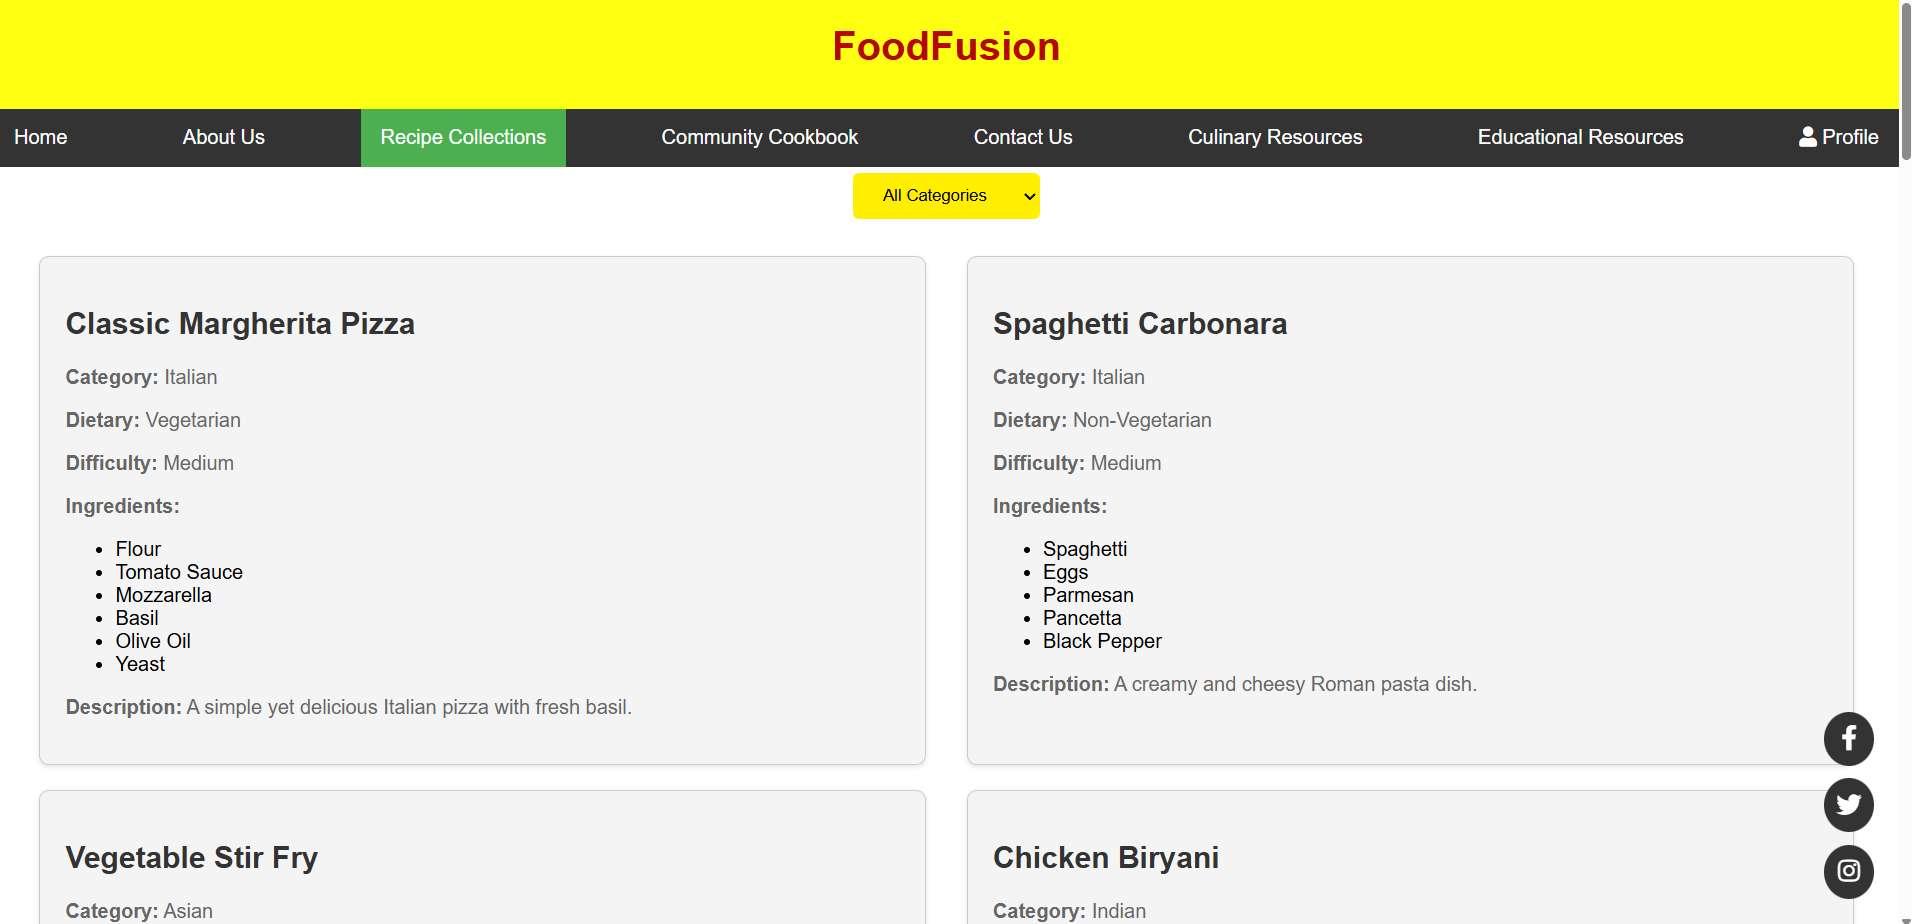 FoodFusion
Home About Us Recipe Collections Community Cookbook Contact Us Culinary Resources Educational Resources Profile
All Categories
Classic Margherita Pizza
Category: Italian
Dietary: Vegetarian
Difficulty: Medium
Ingredients:
• Flour
• Tomato Sauce
• Mozzarella
• Basil
• Olive Oil
• Yeast
Description: A simple yet delicious Italian pizza with fresh basil.
Spaghetti Carbonara
Category: Italian
Dietary: Non-Vegetarian
Difficulty: Medium
Ingredients:
• Spaghetti
• Eggs
• Parmesan
• Pancetta
• Black Pepper
Description: A creamy and cheesy Roman pasta dish.
Vegetable Stir Fry
Category: Asian
Chicken Biryani
Category: Indian